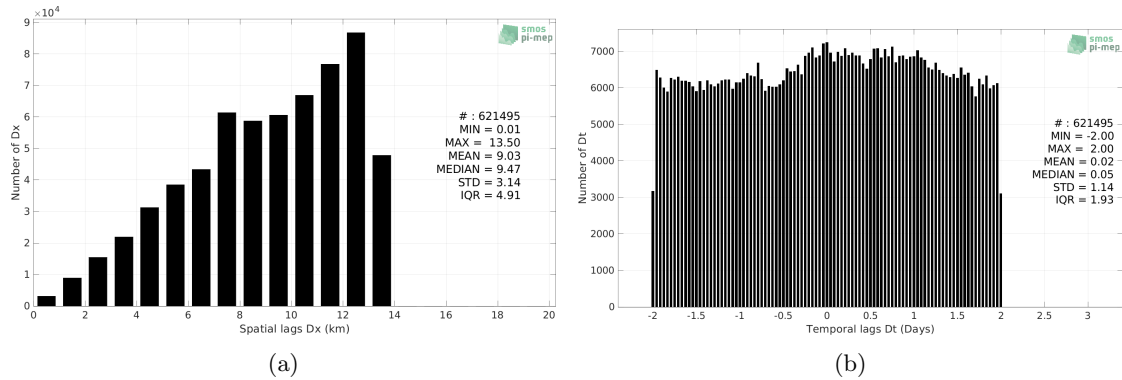 ×10⁴
9
8
7
6
5
4
3
2
1
0
Number of Dx
0 2 4 6 8 10 12 14 16 18 20
Spatial lags Dx (km)
smos
pi-mep
# : 621495
MIN = 0.01
MAX = 13.50
MEAN = 9.03
MEDIAN = 9.47
STD = 3.14
IQR = 4.91
(a)
7000
6000
5000
4000
3000
2000
1000
0
Number of Dt
-2 -1.5 -1 -0.5 0 0.5 1 1.5 2 2.5 3
Temporal lags Dt (Days)
smos
pi-mep
# : 621495
MIN = -2.00
MAX = 2.00
MEAN = 0.02
MEDIAN = 0.05
STD = 1.14
IQR = 1.93
(b)